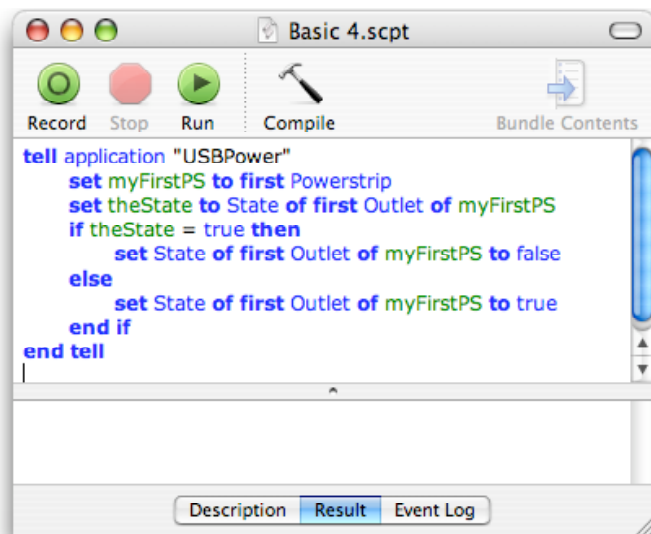 Basic 4.scpt
Record Stop Run Compile Bundle Contents
tell application "USBPower"
set myFirstPS to first Powerstrip
set theState to State of first Outlet of myFirstPS
if theState = true then
set State of first Outlet of myFirstPS to false
else
set State of first Outlet of myFirstPS to true
end if
end tell
Description Result Event Log